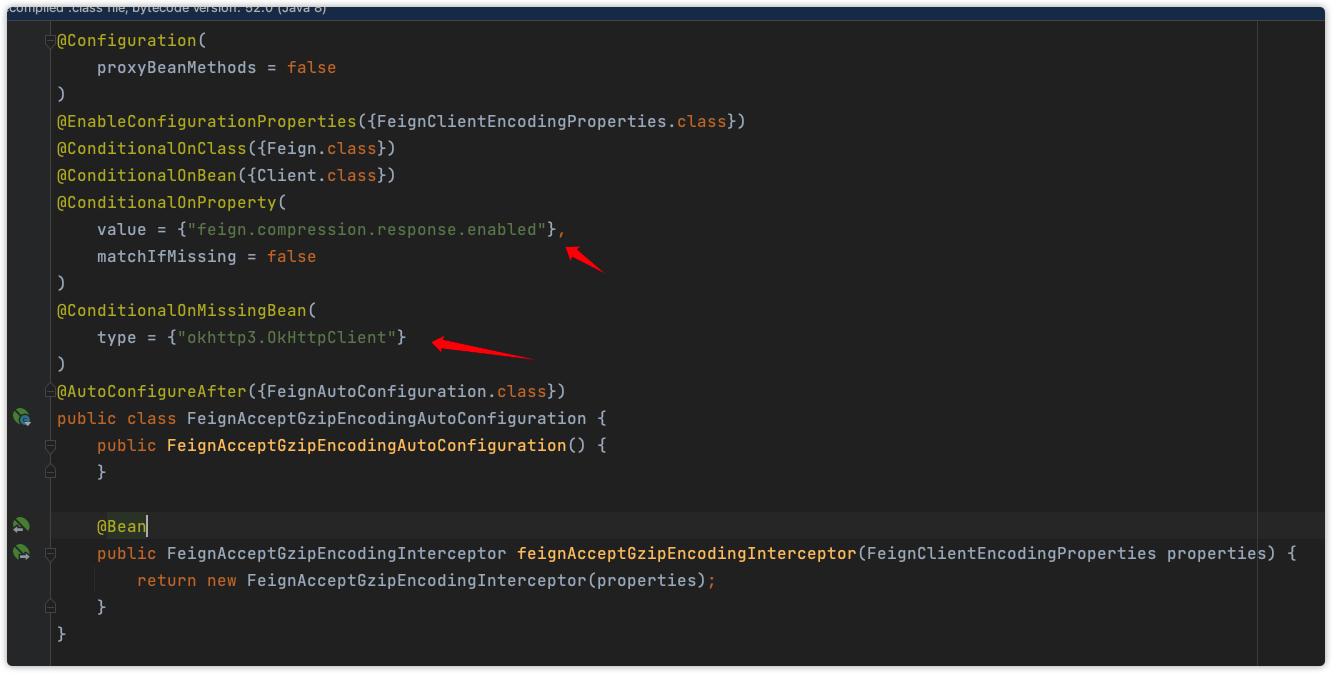 compiled .class file, bytecode version: 52.0 (Java 8)
@Configuration(
    proxyBeanMethods = false
)
@EnableConfigurationProperties({FeignClientEncodingProperties.class})
@ConditionalOnClass({Feign.class})
@ConditionalOnBean({Client.class})
@ConditionalOnProperty(
    value = {"feign.compression.response.enabled"},
    matchIfMissing = false
)
@ConditionalOnMissingBean(
    type = {"okhttp3.OkHttpClient"}
)
@AutoConfigureAfter({FeignAutoConfiguration.class})
public class FeignAcceptGzipEncodingAutoConfiguration {
    public FeignAcceptGzipEncodingAutoConfiguration() {
    }
    @Bean
    public FeignAcceptGzipEncodingInterceptor feignAcceptGzipEncodingInterceptor(FeignClientEncodingProperties properties) {
        return new FeignAcceptGzipEncodingInterceptor(properties);
    }
}